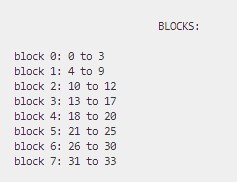 BLOCKS:
block 0: 0 to 3
block 1: 4 to 9
block 2: 10 to 12
block 3: 13 to 17
block 4: 18 to 20
block 5: 21 to 25
block 6: 26 to 30
block 7: 31 to 33